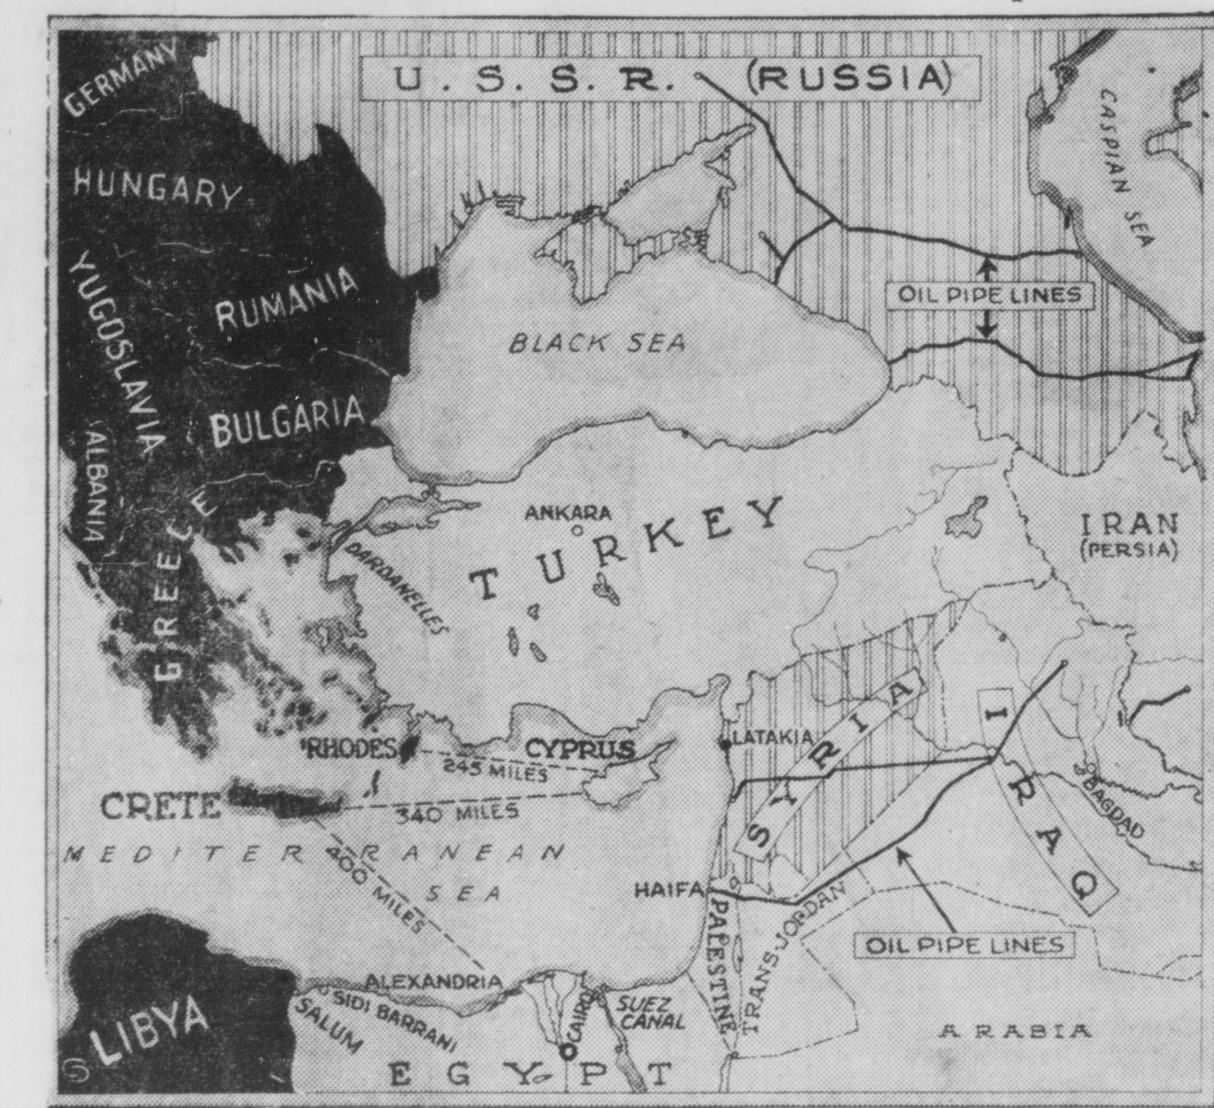 GERMANY
U. S. S. R. (RUSSIA)
CASPIAN SEA
HUNGARY
YUGOSLAVIA
RUMANIA
OIL PIPE LINES
BLACK SEA
BULGARIA
ALBANIA
GREECE
ANKARA
TURKEY
IRAN
(PERSIA)
DARDANELLES
SYRIA
IRAQ
RHODES
CYPRUS
LATAKIA
245 MILES
BAGDAD
CRETE
340 MILES
MEDITERRANEAN
SEA
400 MILES
HAIFA
PALESTINE
TRANS-JORDAN
OIL PIPE LINES
ALEXANDRIA
SIDI BARRANI
SALUM
LIBYA
CAIRO
SUEZ
CANAL
ARABIA
EGYPT
S